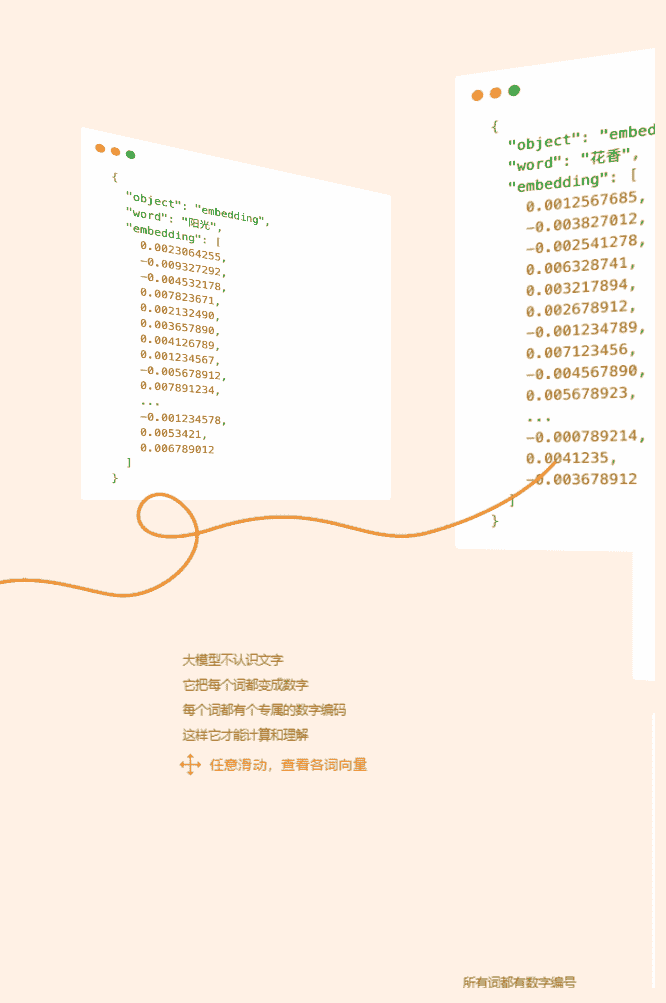 {
"object": "embedding",
"word": "阳光",
"embedding": [
0.0023064255,
-0.009327292,
-0.004532178,
0.007823671,
0.002132490,
0.003657890,
0.004126789,
0.001234567,
-0.005678912,
0.007891234,
...
-0.001234578,
0.0053421,
0.006789012
]
}
{
"object": "embed
"word": "花香",
"embedding": [
0.0012567685,
-0.003827012,
-0.002541278,
0.006328741,
0.003217894,
0.002678912,
-0.001234789,
0.007123456,
-0.004567890,
0.005678923,
...
-0.000789214,
0.0041235,
-0.003678912
]
}
大模型不认识文字
它把每个词都变成数字
每个词都有个专属的数字编码
这样它才能计算和理解
任意滑动，查看各词向量
所有词都有数字编号